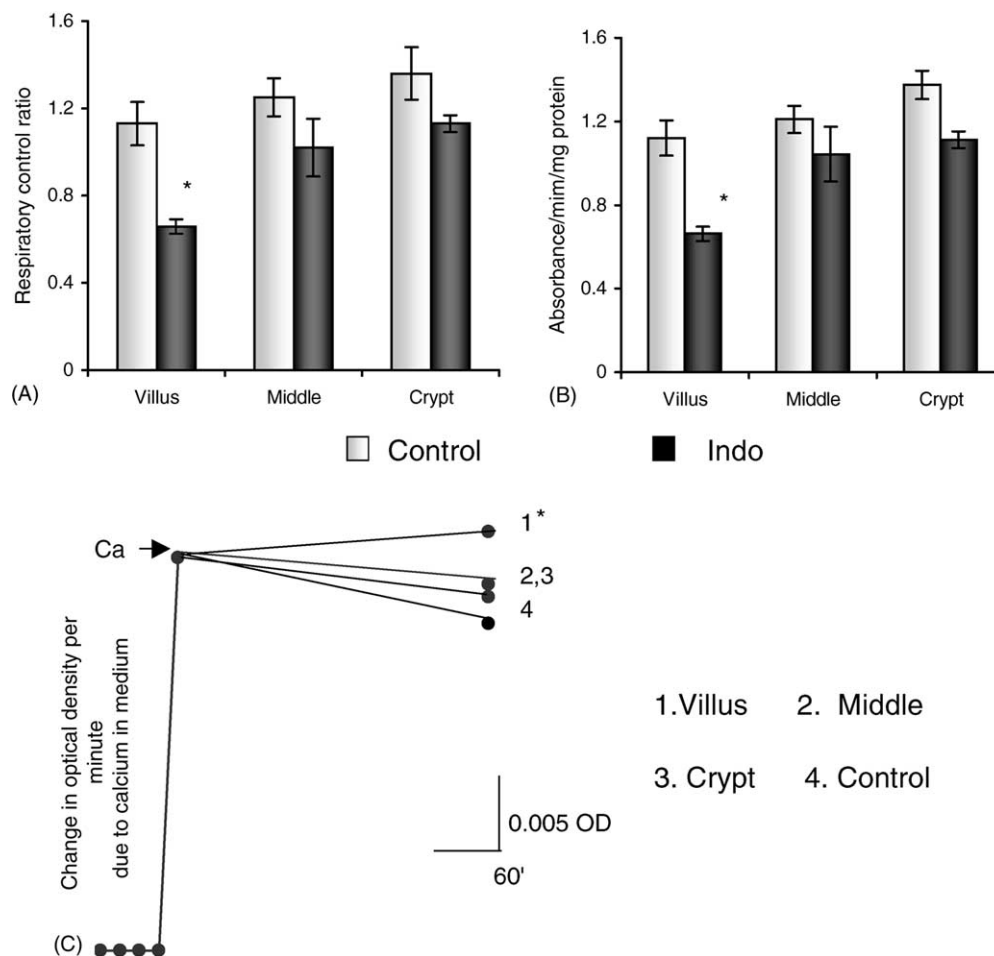 1.6
1.2
0.8
0.4
0
Respiratory control ratio
*
Villus
Middle
Crypt
(A)
1.6
1.2
0.8
0.4
0
Absorbance/mim/mg protein
*
Villus
Middle
Crypt
(B)
Control
Indo
Ca
1*
2,3
4
Change in optical density per
minute
due to calcium in medium
0.005 OD
60'
1.Villus 2. Middle
3. Crypt 4. Control
(C)